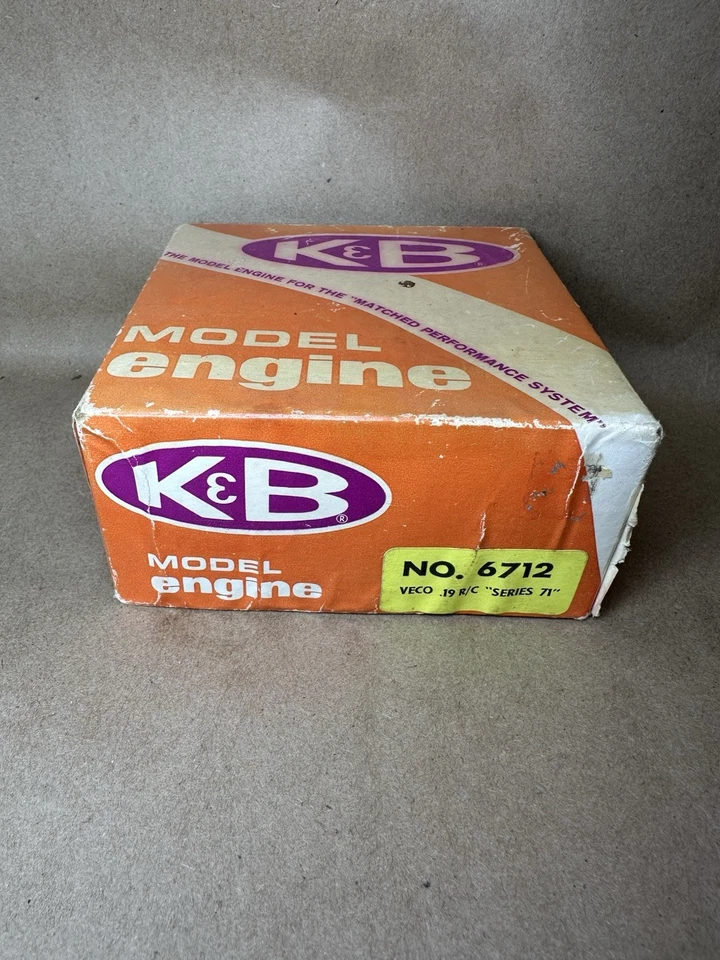 K&B
THE MODEL ENGINE FOR THE "MATCHED PERFORMANCE SYSTEM"
MODEL
engine
K&B®
MODEL
engine
NO. 6712
VECO .19 R/C "SERIES 71"